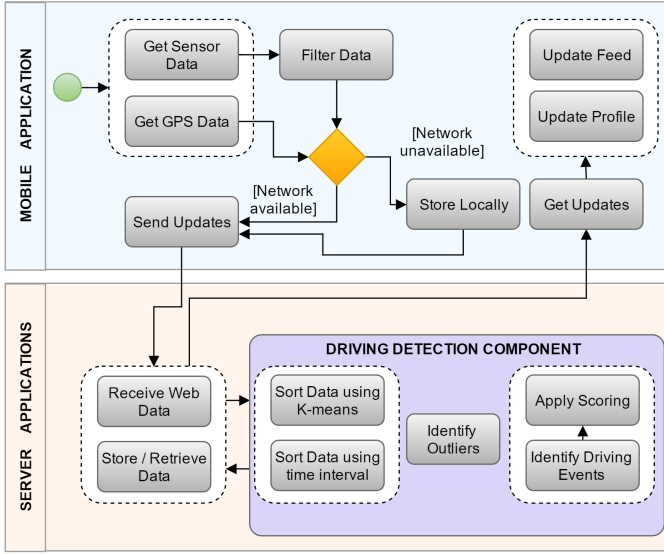 MOBILE APPLICATION
Get Sensor
Data
Filter Data
Get GPS Data
[Network
unavailable]
[Network
available]
Send Updates
Store Locally
Update Feed
Update Profile
Get Updates
SERVER APPLICATIONS
DRIVING DETECTION COMPONENT
Receive Web
Data
Store / Retrieve
Data
Sort Data using
K-means
Sort Data using
time interval
Identify
Outliers
Apply Scoring
Identify Driving
Events